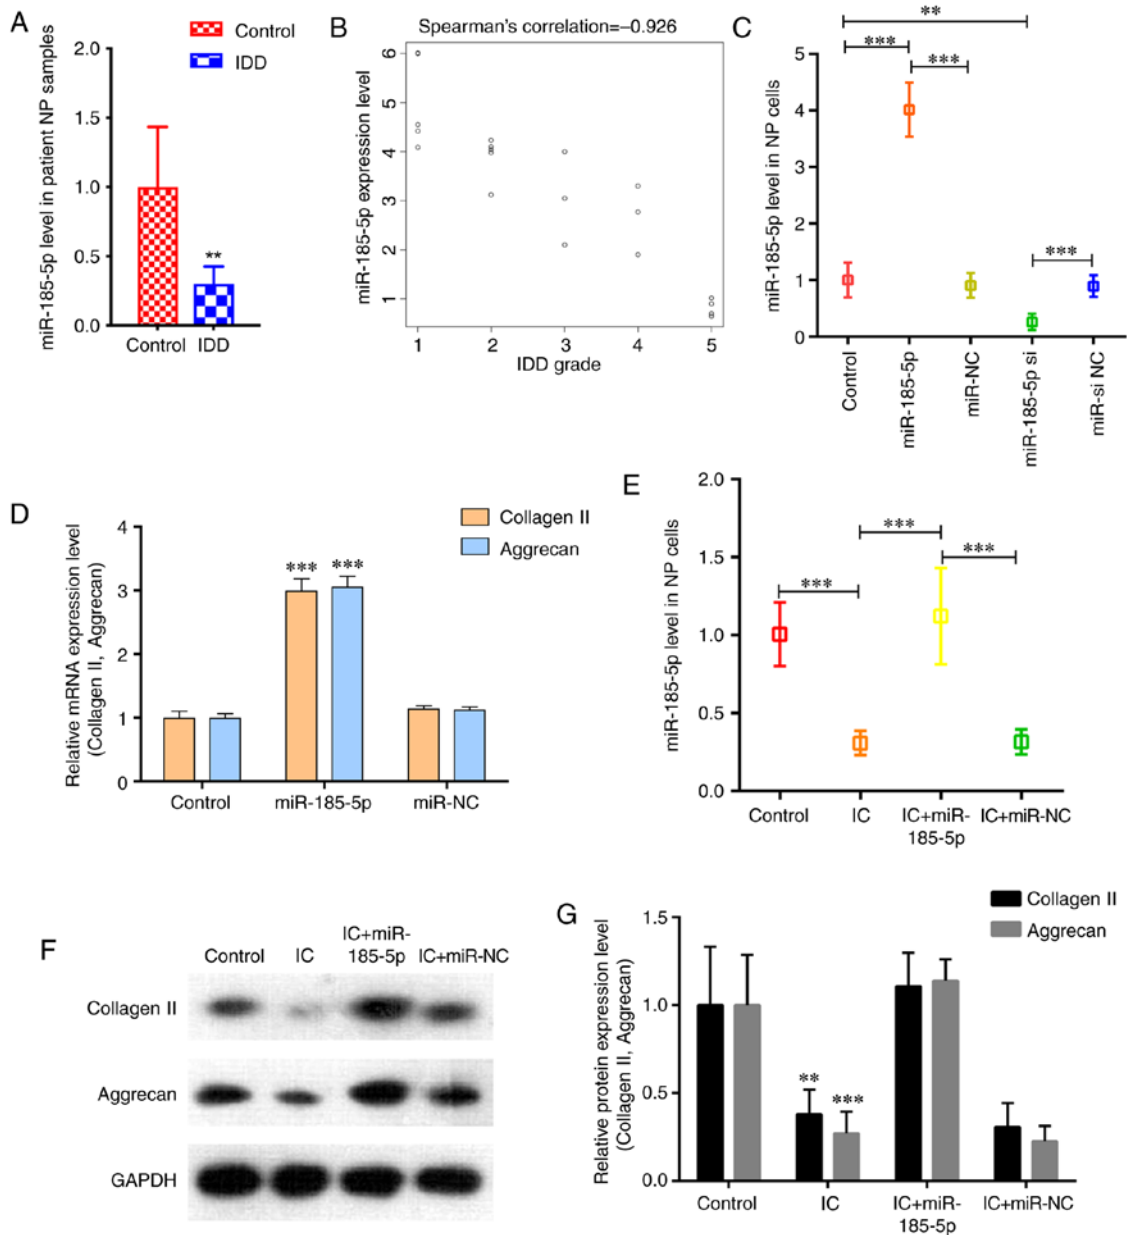 A
Control
IDD
miR-185-5p level in patient NP samples
2.0
1.5
1.0
0.5
0.0
**
Control IDD
B
Spearman's correlation=–0.926
miR-185-5p expression level
6
5
4
3
2
1
1 2 3 4 5
IDD grade
C
miR-185-5p level in NP cells
5
4
3
2
1
0
**
***
***
***
Control
miR-185-5p
miR-NC
miR-185-5p si
miR-si NC
D
Collagen II
Aggrecan
Relative mRNA expression level
(Collagen II, Aggrecan)
4
3
2
1
0
*** ***
Control miR-185-5p miR-NC
E
miR-185-5p level in NP cells
2.0
1.5
1.0
0.5
0.0
***
***
***
Control IC IC+miR- IC+miR-NC
185-5p
F
IC+miR-
Control IC 185-5p IC+miR-NC
Collagen II
Aggrecan
GAPDH
G
Collagen II
Aggrecan
Relative protein expression level
(Collagen II, Aggrecan)
1.5
1.0
0.5
0.0
**
***
Control IC IC+miR- IC+miR-NC
185-5p